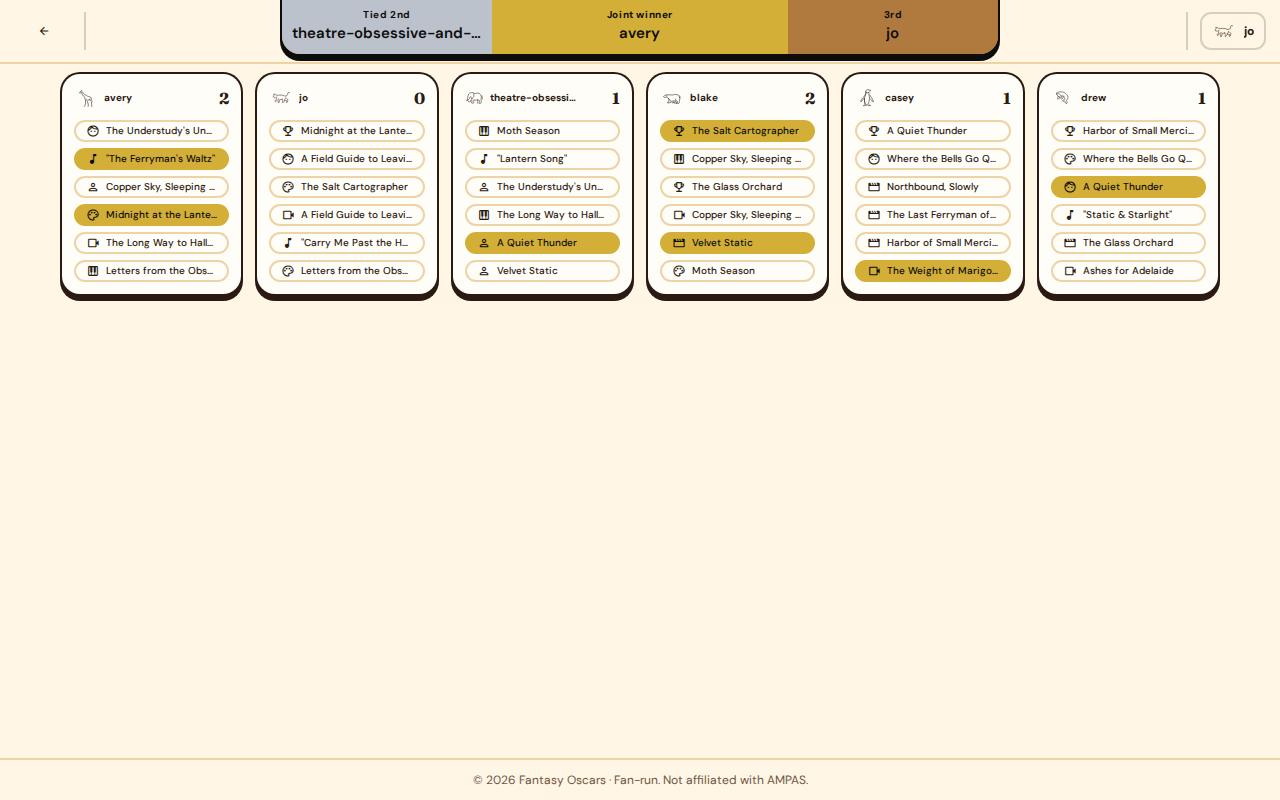 Tied 2nd
theatre-obsessive-and-...
Joint winner
avery
3rd
jo
jo
avery 2
The Understudy's Un...
"The Ferryman's Waltz"
Copper Sky, Sleeping ...
Midnight at the Lante...
The Long Way to Hall...
Letters from the Obs...
jo 0
Midnight at the Lante...
A Field Guide to Leavi...
The Salt Cartographer
A Field Guide to Leavi...
"Carry Me Past the H...
Letters from the Obs...
theatre-obsessi... 1
Moth Season
"Lantern Song"
The Understudy's Un...
The Long Way to Hall...
A Quiet Thunder
Velvet Static
blake 2
The Salt Cartographer
Copper Sky, Sleeping ...
The Glass Orchard
Copper Sky, Sleeping ...
Velvet Static
Moth Season
casey 1
A Quiet Thunder
Where the Bells Go Q...
Northbound, Slowly
The Last Ferryman of...
Harbor of Small Merci...
The Weight of Marigo...
drew 1
Harbor of Small Merci...
Where the Bells Go Q...
A Quiet Thunder
"Static & Starlight"
The Glass Orchard
Ashes for Adelaide
© 2026 Fantasy Oscars · Fan-run. Not affiliated with AMPAS.